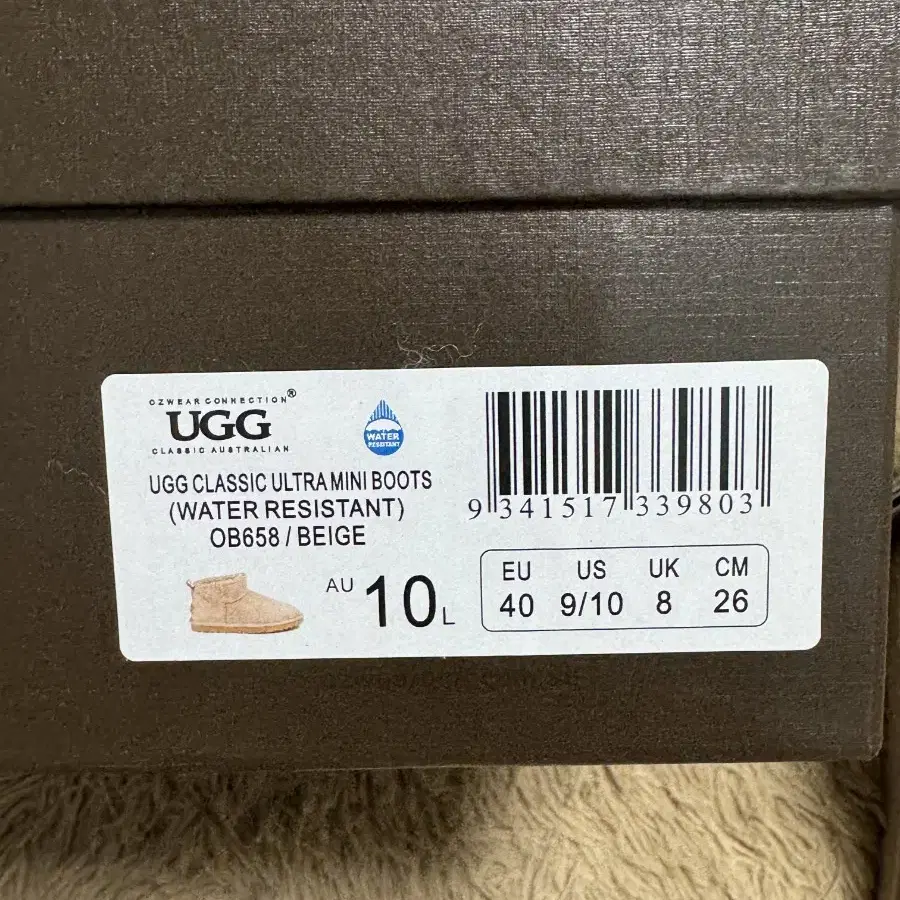 OZWEAR CONNECTION®
UGG
CLASSIC AUSTRALIAN
WATER
RESISTANT
UGG CLASSIC ULTRA MINI BOOTS
(WATER RESISTANT)
OB658 / BEIGE
AU 10 L
9 341517 339803
EU US UK CM
40 9/10 8 26